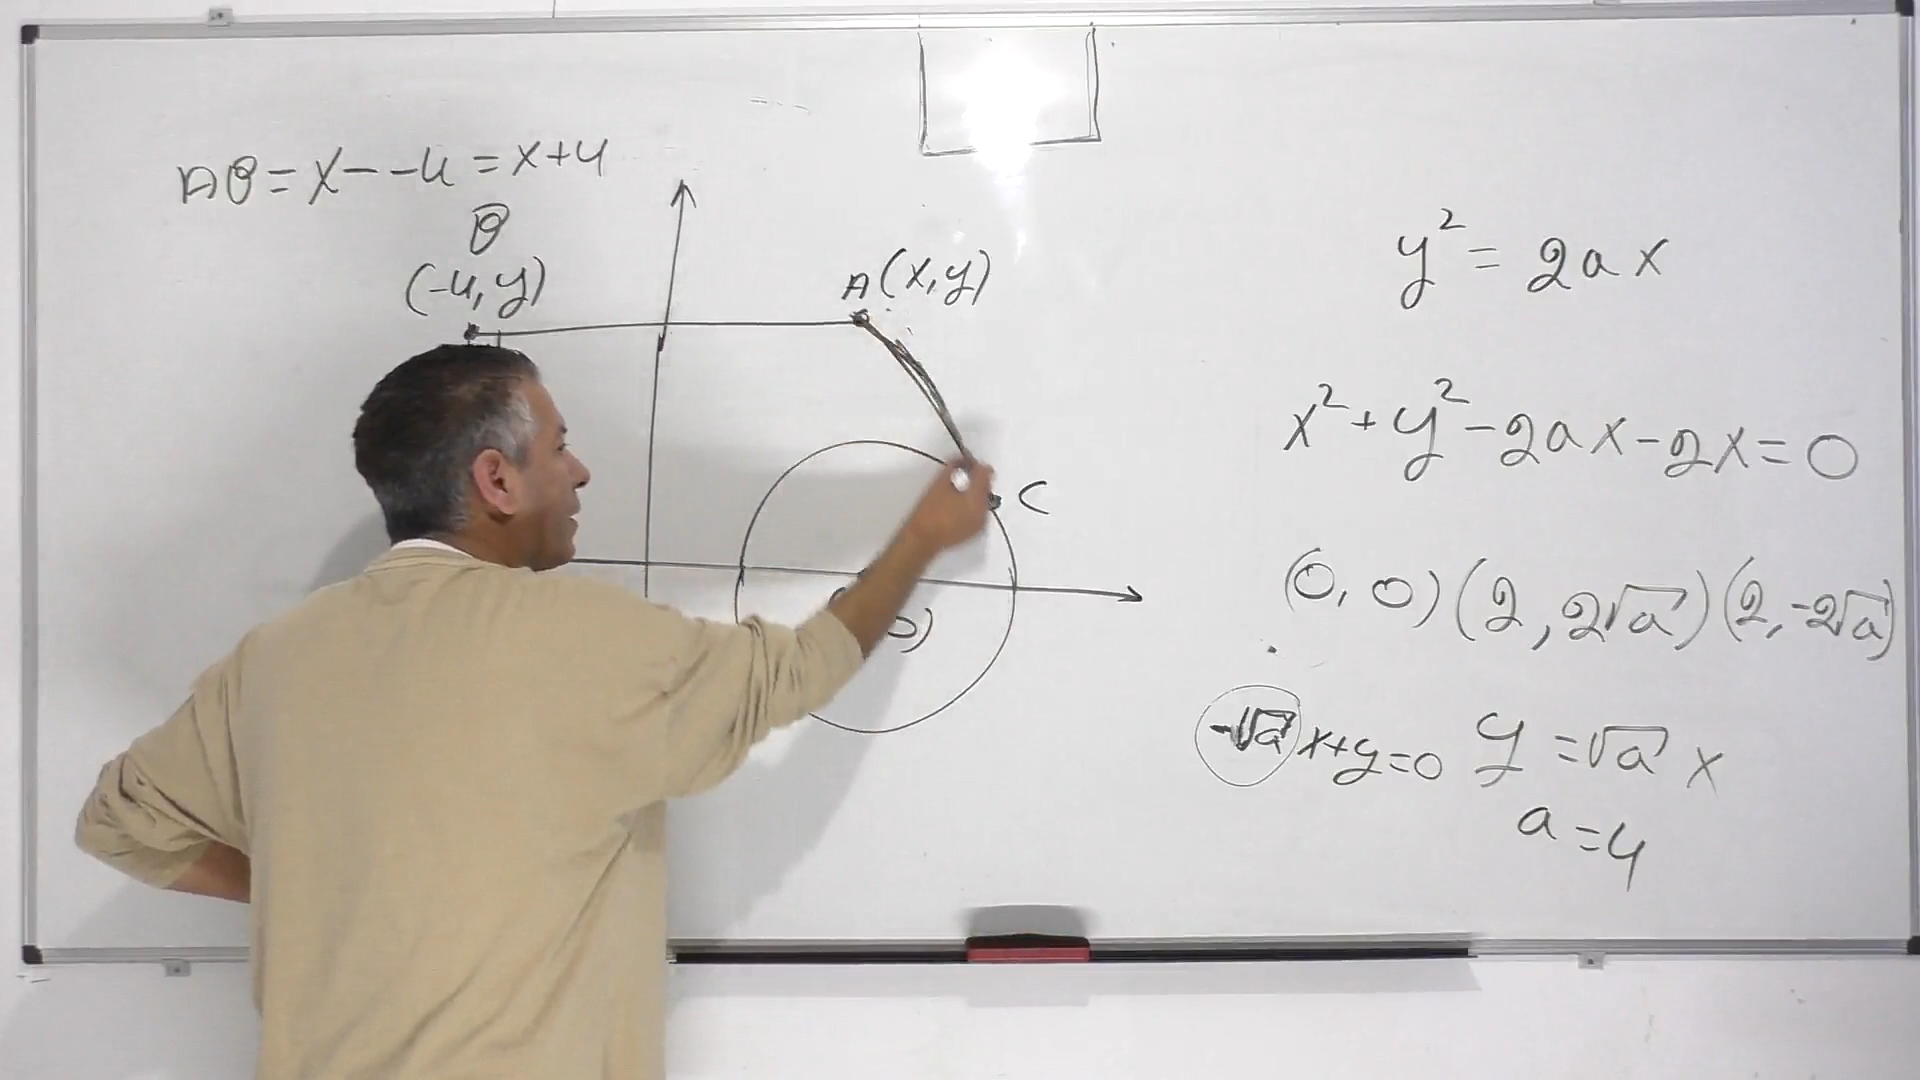 AB = x - -4 = x+4
B
(-4, y)
A(x,y)
C
0)
y² = 2ax
x² + y² - 2ax - 2x = 0
(0, 0) (2, 2√a) (2, -2√a)
-√a x+y=0 y = √a x
a = 4